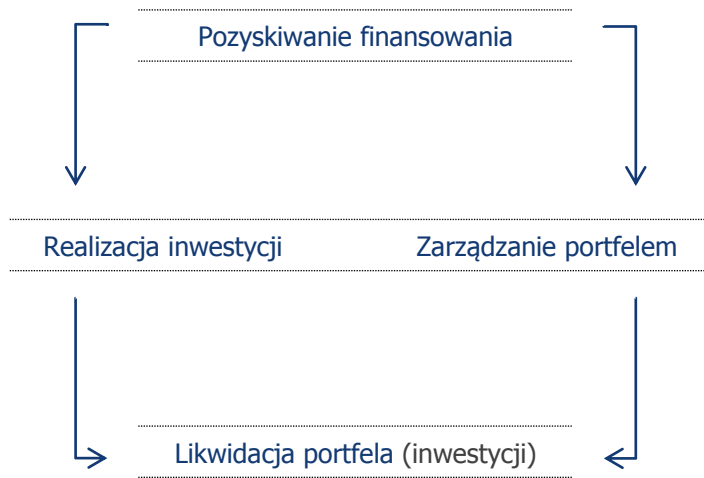 Pozyskiwanie finansowania
Realizacja inwestycji
Zarządzanie portfelem
Likwidacja portfela (inwestycji)